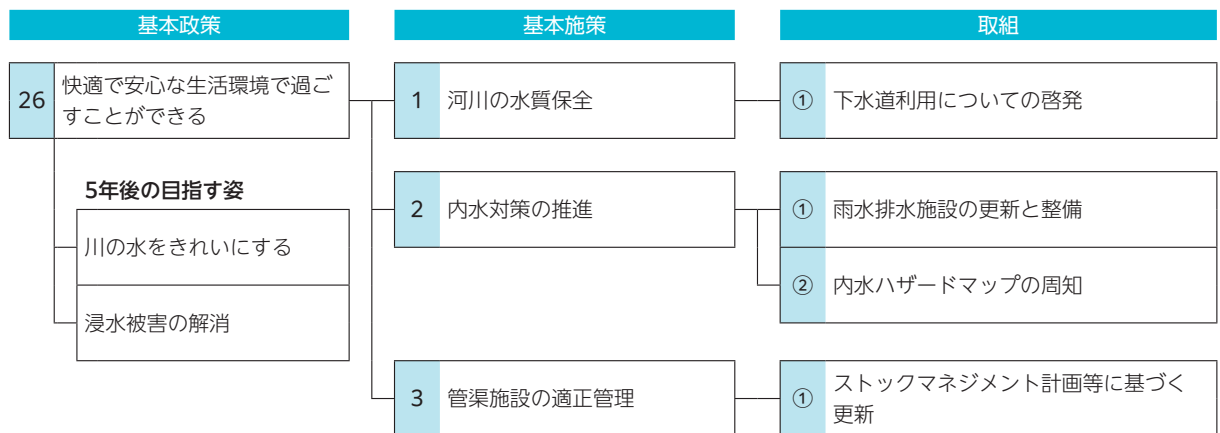 基本政策
基本施策
取組
26
快適で安心な生活環境で過ご
すことができる
5年後の目指す姿
川の水をきれいにする
浸水被害の解消
1 河川の水質保全
① 下水道利用についての啓発
2 内水対策の推進
① 雨水排水施設の更新と整備
② 内水ハザードマップの周知
3 管渠施設の適正管理
① ストックマネジメント計画等に基づく
更新